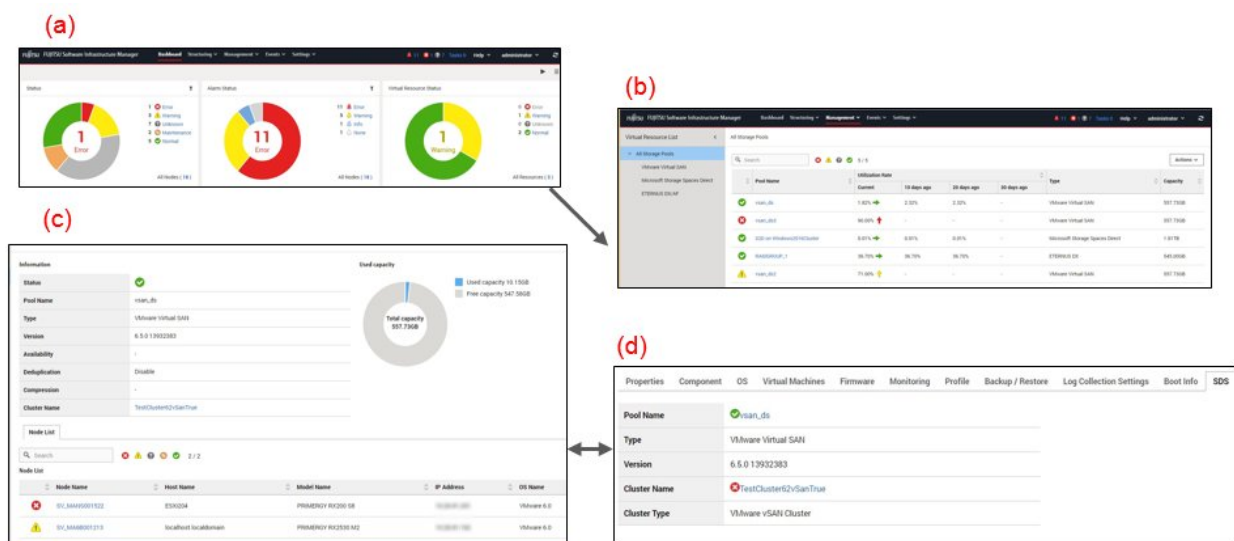 (a)
FUJITSU FUJITSU Software Infrastructure Manager Dashboard Structuring Management Events Settings Help administrator
Status Alarm Status Virtual Resource Status
1 Error
3 Warning
7 Unknown
2 Maintenance
5 Normal
1
Error
All Nodes ( 18 )
11 Error
3 Warning
1 Info
1 None
11
Error
All Nodes ( 18 )
0 Error
1 Warning
0 Unknown
2 Normal
1
Warning
All Resources ( 3 )
(b)
FUJITSU FUJITSU Software Infrastructure Manager Dashboard Structuring Management Events Settings Help administrator
Virtual Resource List All Storage Pools
All Storage Pools
VMware Virtual SAN
Microsoft Storage Spaces Direct
ETERNUS DX/AF
Search 5 / 5 Actions
Pool Name Utilization Rate Type Capacity
Current 10 days ago 20 days ago 30 days ago
vsan_ds 1.82% 2.32% 2.32% - VMware Virtual SAN 557.73GB
90.00% - - - VMware Virtual SAN 557.73GB
S2D on Windows2016Cluster 0.01% 0.01% 0.01% - Microsoft Storage Spaces Direct
RAIDGROUP_1 36.70% 36.70% 36.70% - ETERNUS DX
71.00% - - - VMware Virtual SAN 557.73GB
(c)
Information Used capacity
Status
Pool Name vsan_ds
Type VMware Virtual SAN
Version 6.5.0 13932383
Availability -
Deduplication Disable
Compression -
Cluster Name TestCluster62vSanTrue
Used capacity 10.15GB
Free capacity 547.58GB
Total capacity
557.73GB
Node List
Search 2 / 2
Node List
Node Name Host Name Model Name IP Address OS Name
ESXi204 PRIMERGY RX200 S8 VMware 6.0
localhost localdomain PRIMERGY RX2530 M2 VMware 6.0
(d)
Properties Component OS Virtual Machines Firmware Monitoring Profile Backup / Restore Log Collection Settings Boot Info SDS
Pool Name vsan_ds
Type VMware Virtual SAN
Version 6.5.0 13932383
Cluster Name TestCluster62vSanTrue
Cluster Type VMware vSAN Cluster